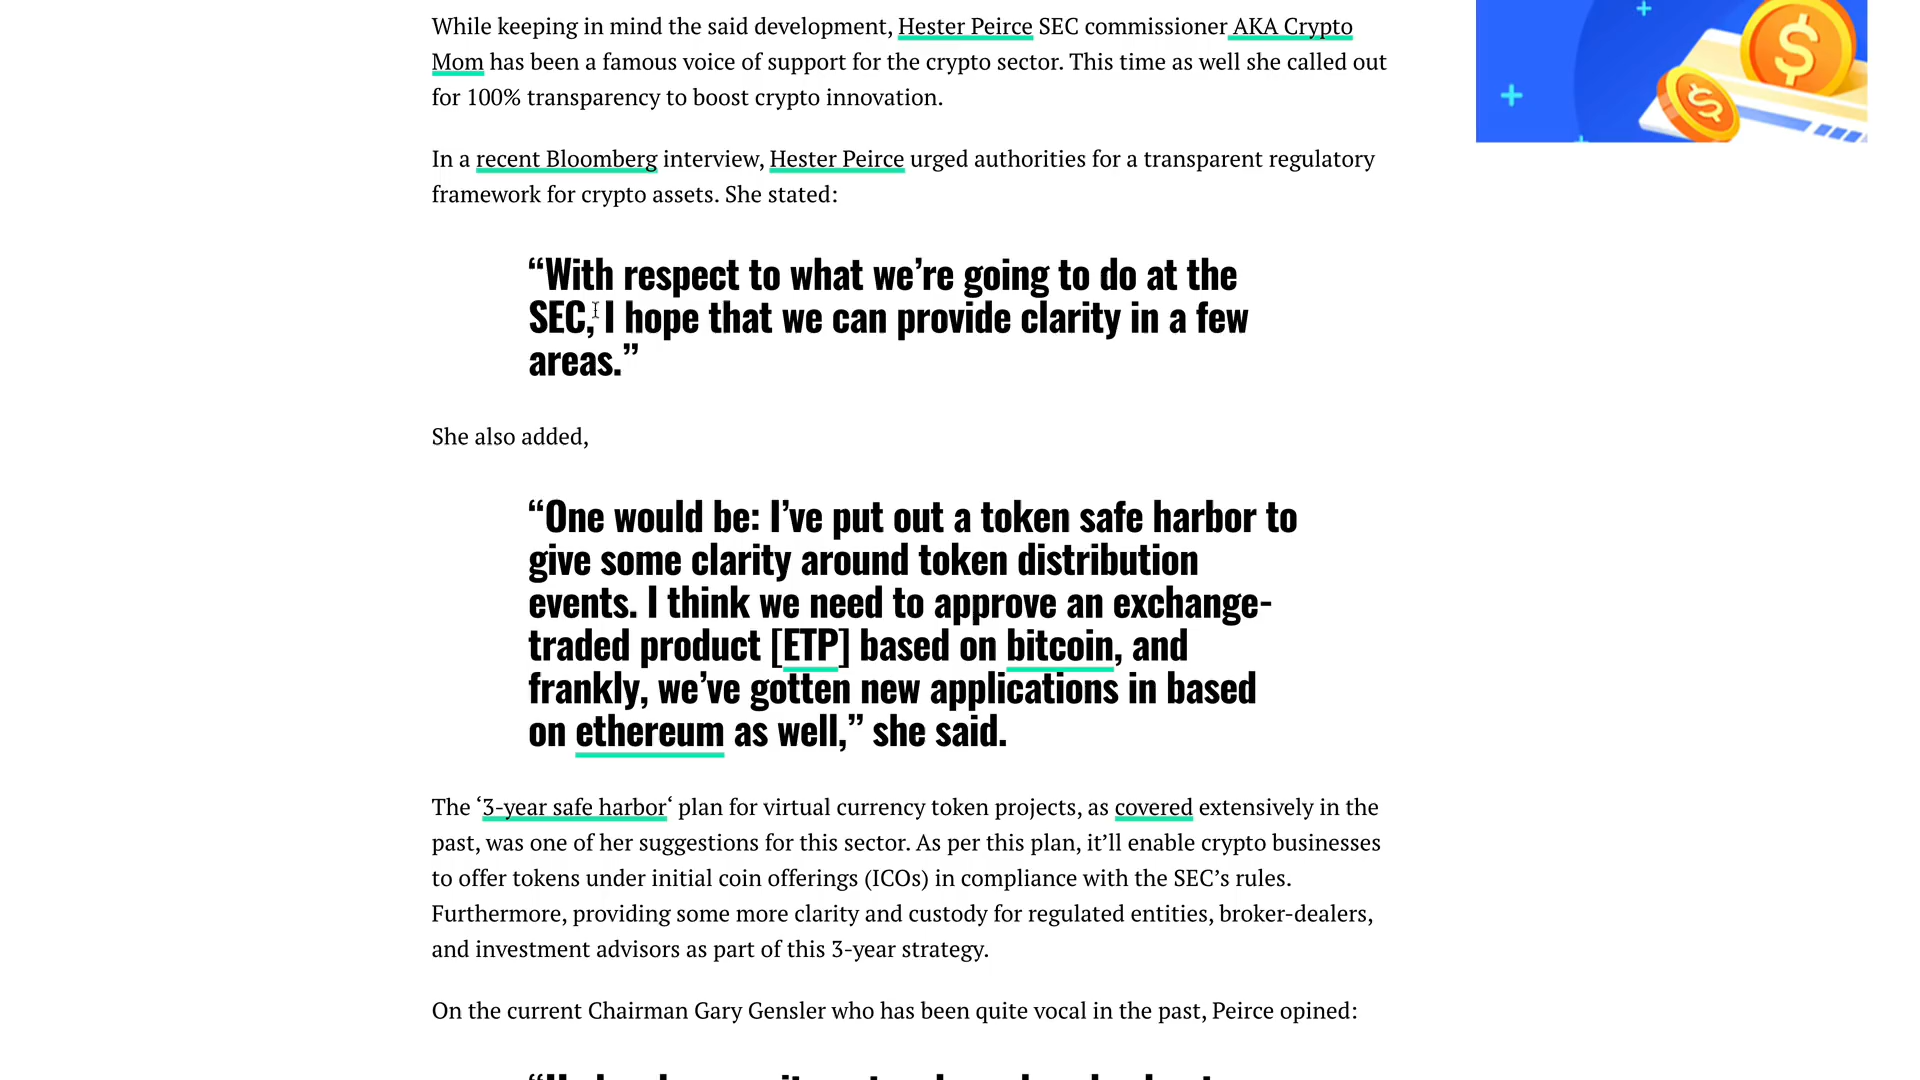 While keeping in mind the said development, Hester Peirce SEC commissioner AKA Crypto
Mom has been a famous voice of support for the crypto sector. This time as well she called out
for 100% transparency to boost crypto innovation.
In a recent Bloomberg interview, Hester Peirce urged authorities for a transparent regulatory
framework for crypto assets. She stated:
“With respect to what we’re going to do at the
SEC, I hope that we can provide clarity in a few
areas.”
She also added,
“One would be: I’ve put out a token safe harbor to
give some clarity around token distribution
events. I think we need to approve an exchange-
traded product [ETP] based on bitcoin, and
frankly, we’ve gotten new applications in based
on ethereum as well,” she said.
The ‘3-year safe harbor‘ plan for virtual currency token projects, as covered extensively in the
past, was one of her suggestions for this sector. As per this plan, it’ll enable crypto businesses
to offer tokens under initial coin offerings (ICOs) in compliance with the SEC’s rules.
Furthermore, providing some more clarity and custody for regulated entities, broker-dealers,
and investment advisors as part of this 3-year strategy.
On the current Chairman Gary Gensler who has been quite vocal in the past, Peirce opined: